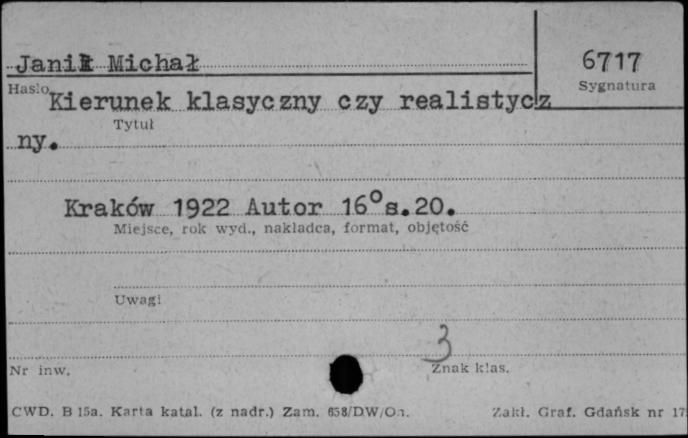 Janik Michał
6717
Hasło
Sygnatura
Kierunek klasyczny czy realistycz
Tytuł
ny.
Kraków 1922 Autor 16°s.20.
Miejsce, rok wyd., nakładca, format, objętość
Uwagi
3
Nr inw.
Znak klas.
CWD. B 15a. Karta katal. (z nadr.) Zam. 658/DW/On. Zakł. Graf. Gdańsk nr